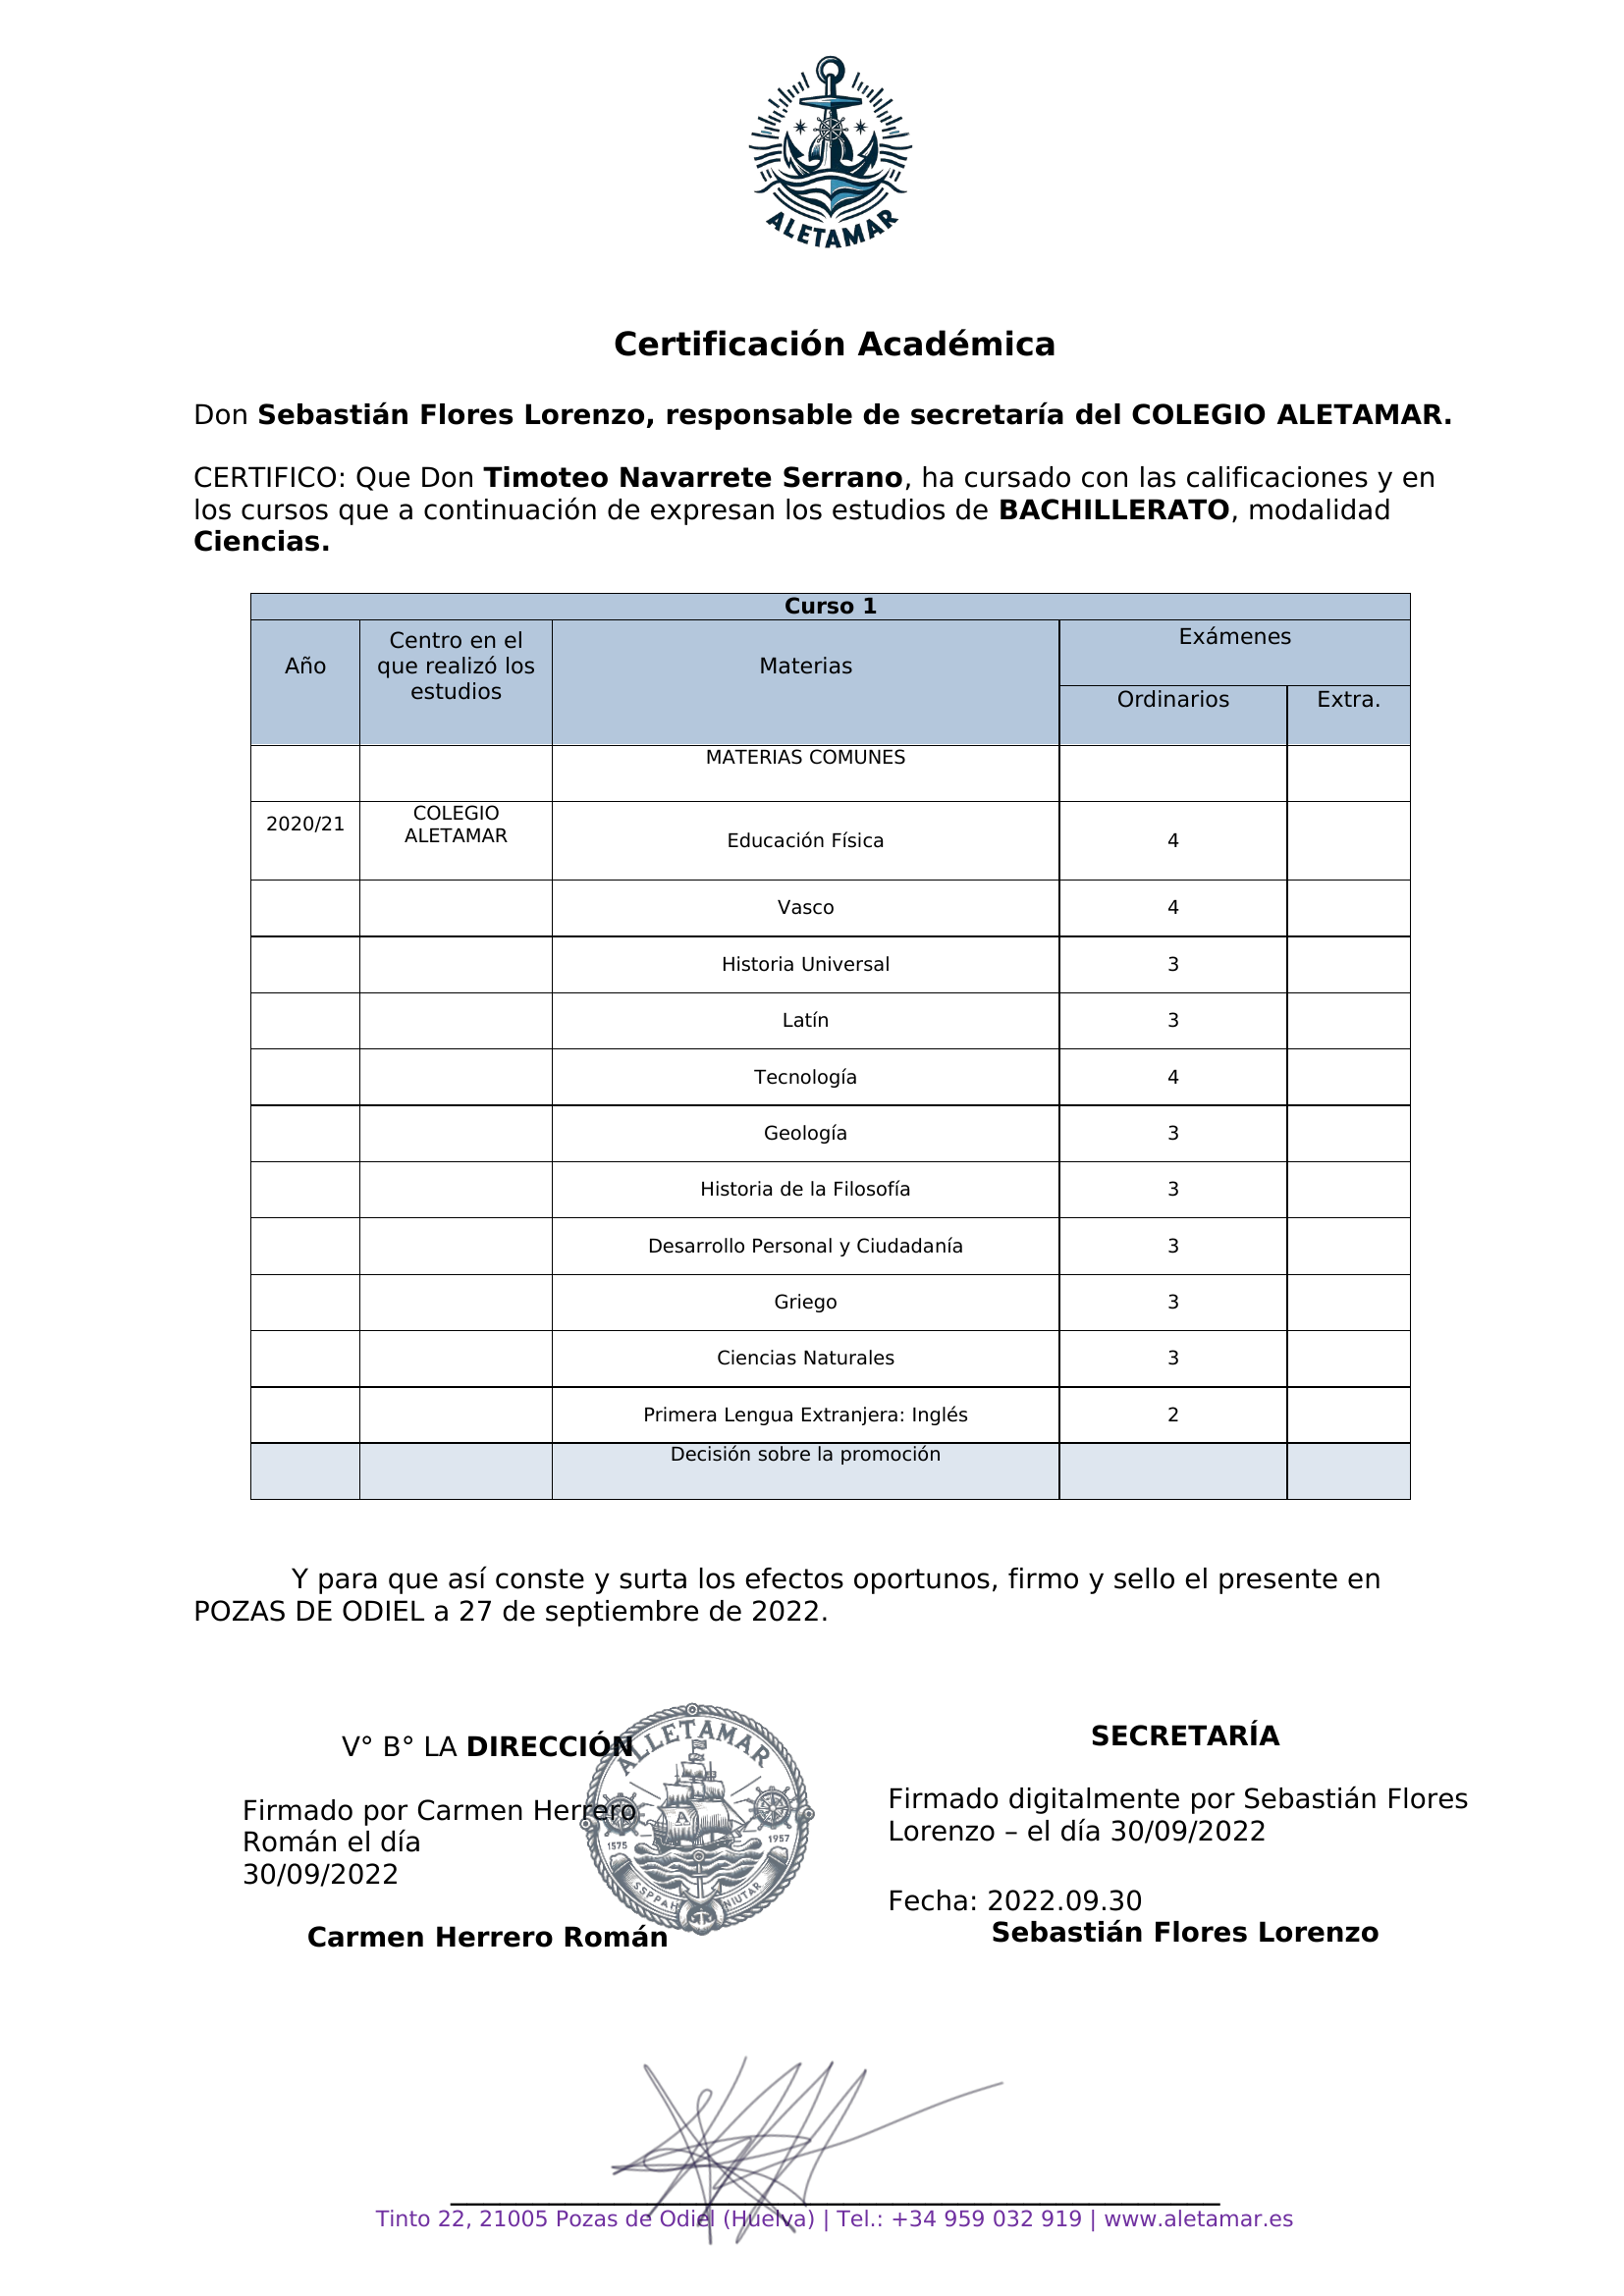 ALETAMAR
Certificación Académica
Don Sebastián Flores Lorenzo, responsable de secretaría del COLEGIO ALETAMAR.
CERTIFICO: Que Don Timoteo Navarrete Serrano, ha cursado con las calificaciones y en
los cursos que a continuación de expresan los estudios de BACHILLERATO, modalidad
Ciencias.
Curso 1
Año
Centro en el
que realizó los
estudios
Materias
Exámenes
Ordinarios
Extra.
MATERIAS COMUNES
2020/21
COLEGIO
ALETAMAR
Educación Física 4
Vasco 4
Historia Universal 3
Latín 3
Tecnología 4
Geología 3
Historia de la Filosofía 3
Desarrollo Personal y Ciudadanía 3
Griego 3
Ciencias Naturales 3
Primera Lengua Extranjera: Inglés 2
Decisión sobre la promoción
Y para que así conste y surta los efectos oportunos, firmo y sello el presente en
POZAS DE ODIEL a 27 de septiembre de 2022.
V° B° LA DIRECCIÓN
Firmado por Carmen Herrero
Román el día
30/09/2022
Carmen Herrero Román
ALLETAMAR
A
1575
1957
SSPPAH
NIUTAR
SECRETARÍA
Firmado digitalmente por Sebastián Flores
Lorenzo – el día 30/09/2022
Fecha: 2022.09.30
Sebastián Flores Lorenzo
Tinto 22, 21005 Pozas de Odiel (Huelva) | Tel.: +34 959 032 919 | www.aletamar.es